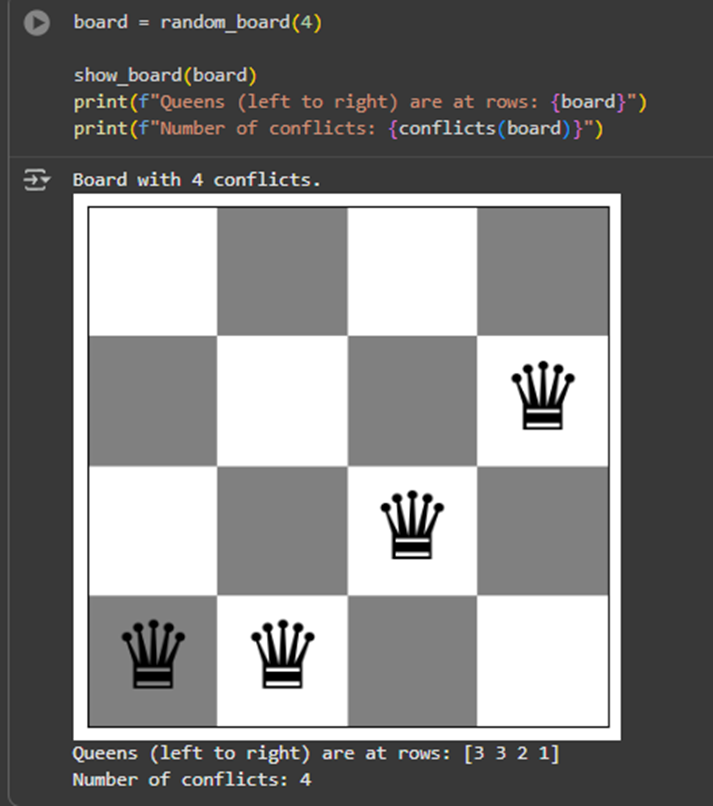 board = random_board(4)
show_board(board)
print(f"Queens (left to right) are at rows: {board}")
print(f"Number of conflicts: {conflicts(board)}")
Board with 4 conflicts.
Queens (left to right) are at rows: [3 3 2 1]
Number of conflicts: 4